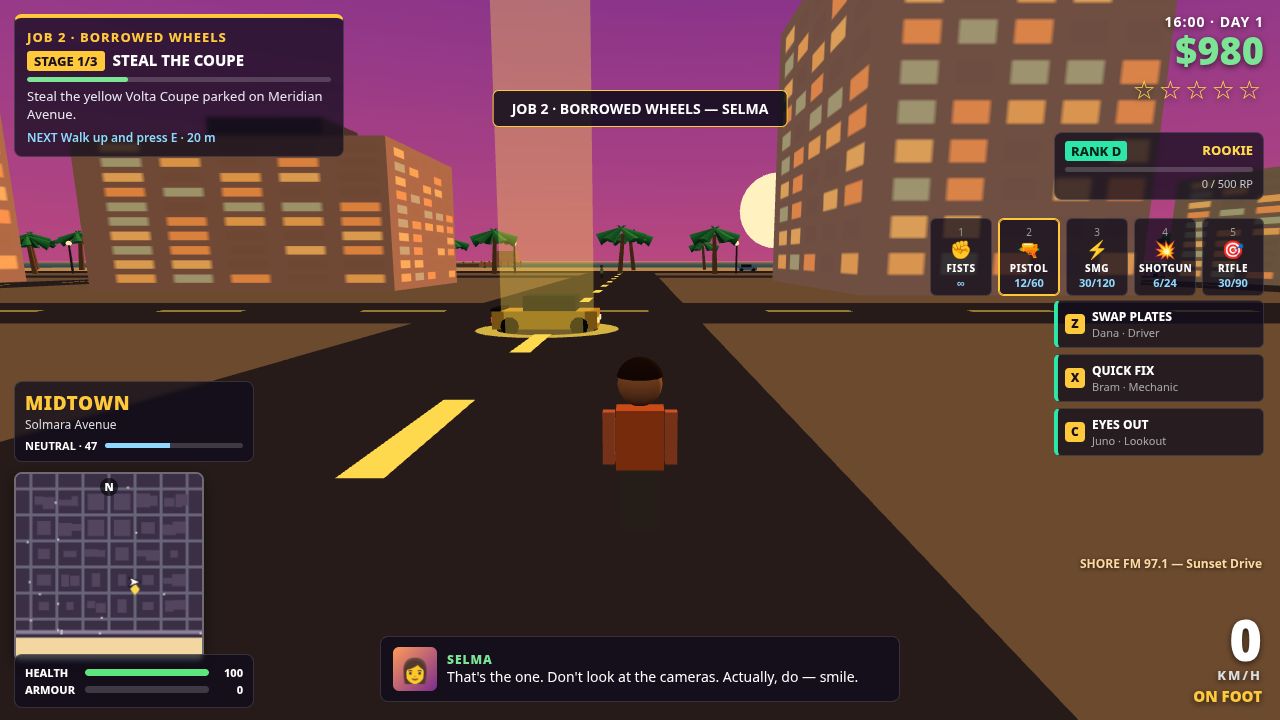 JOB 2 · BORROWED WHEELS
STAGE 1/3 STEAL THE COUPE
Steal the yellow Volta Coupe parked on Meridian
Avenue.
NEXT Walk up and press E · 20 m
JOB 2 · BORROWED WHEELS — SELMA
16:00 · DAY 1
$980
☆☆☆☆☆
RANK D ROOKIE
0 / 500 RP
1 2 3 4 5
FISTS PISTOL SMG SHOTGUN RIFLE
∞ 12/60 30/120 6/24 30/90
Z SWAP PLATES
Dana · Driver
X QUICK FIX
Bram · Mechanic
C EYES OUT
Juno · Lookout
MIDTOWN
Solmara Avenue
NEUTRAL · 47
N
HEALTH 100
ARMOUR 0
SELMA
That's the one. Don't look at the cameras. Actually, do — smile.
SHORE FM 97.1 — Sunset Drive
0
KM/H
ON FOOT